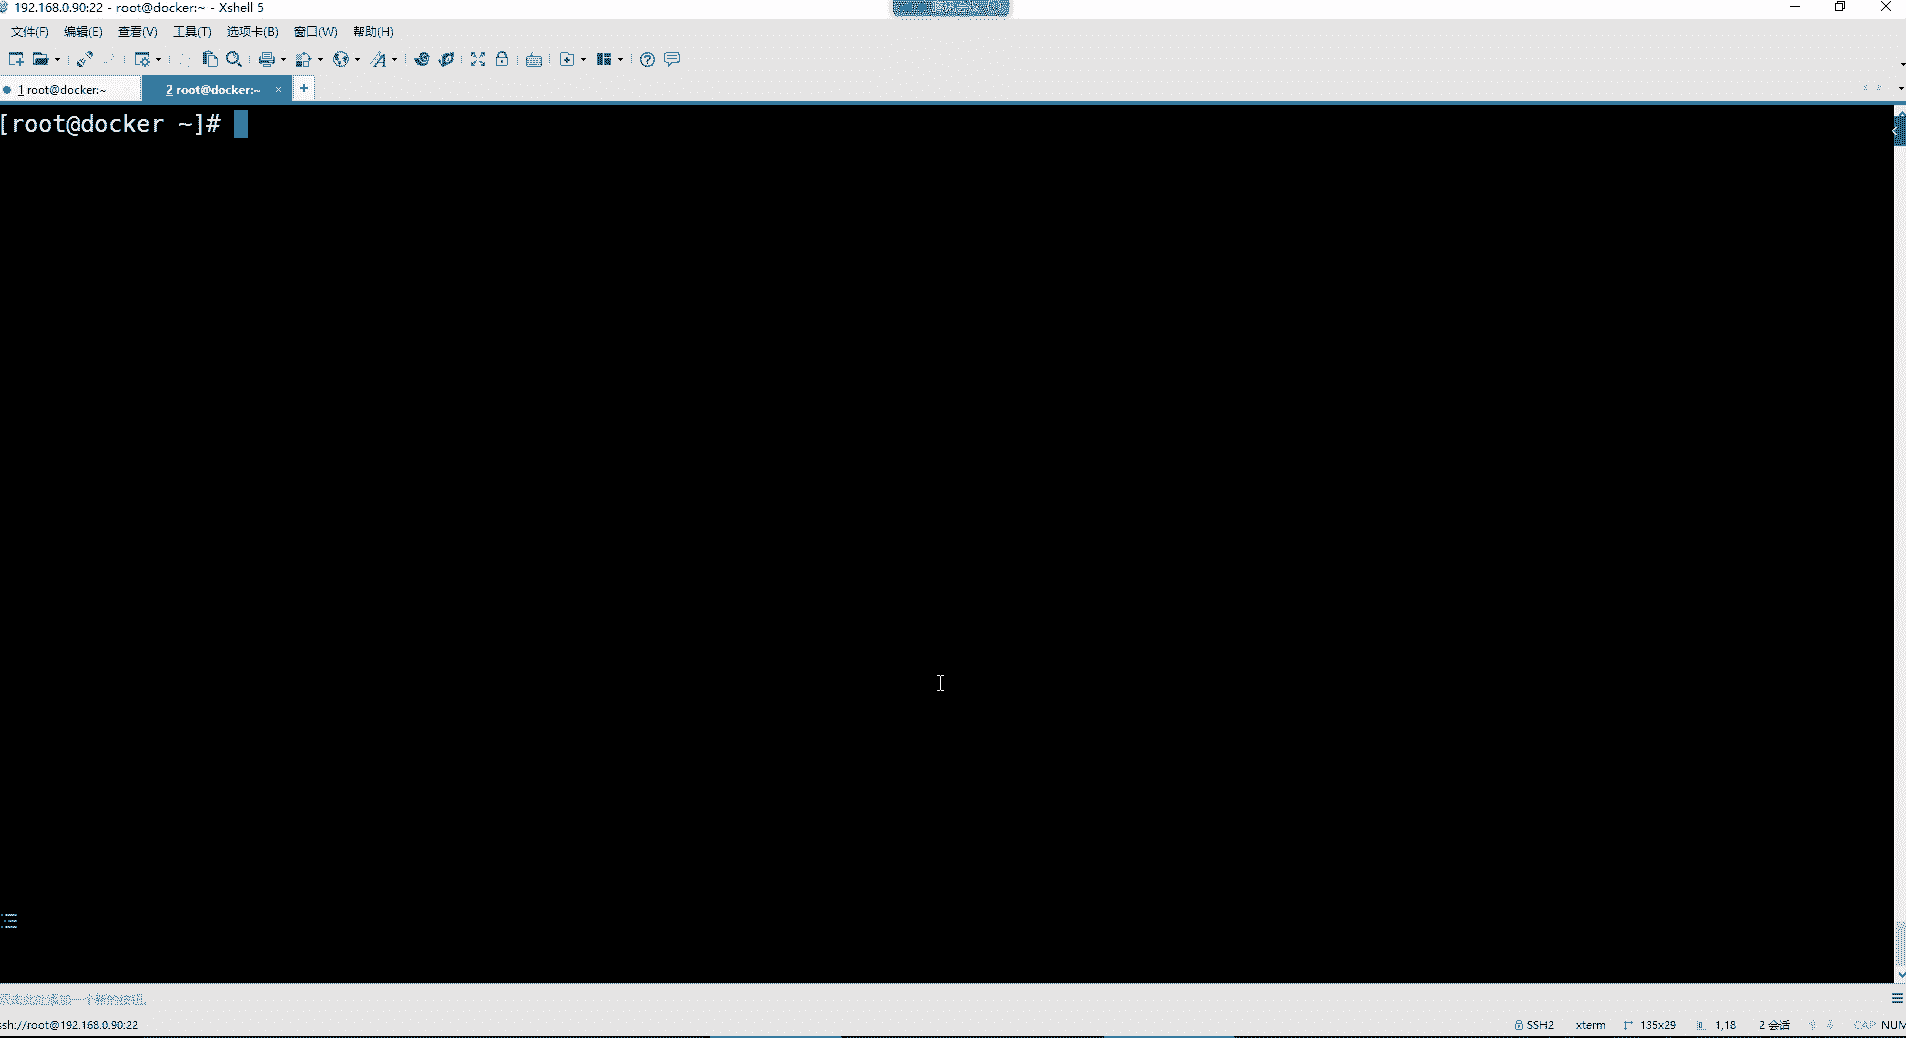 192.168.0.90:22 - root@docker:~ - Xshell 5
文件(F) 编辑(E) 查看(V) 工具(T) 选项卡(B) 窗口(W) 帮助(H)
1 root@docker:~ 2 root@docker:~ × +
[root@docker ~]#
ssh://root@192.168.0.90:22 SSH2 xterm 135x29 1,18 2 会话 CAP NUM